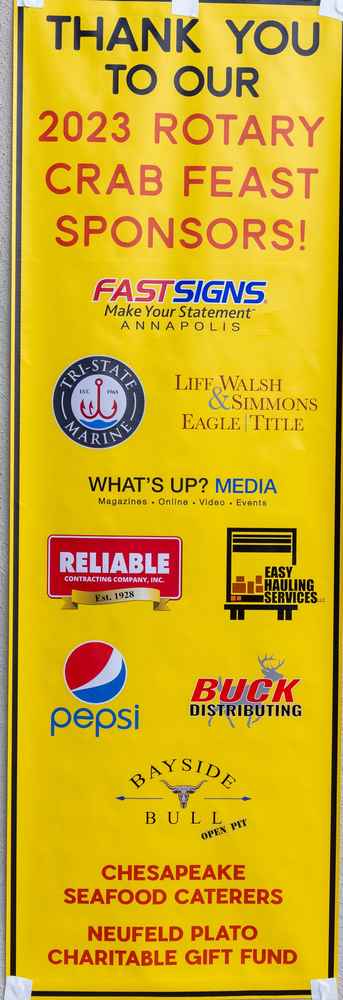 THANK YOU
TO OUR
2023 ROTARY
CRAB FEAST
SPONSORS!
FASTSIGNS
Make Your Statement
ANNAPOLIS
TRI-STATE
MARINE
LIFF, WALSH
& SIMMONS
EAGLE | TITLE
WHAT'S UP? MEDIA
Magazines • Online • Video • Events
RELIABLE
CONTRACTING COMPANY, INC.
Est. 1928
EASY
HAULING
SERVICES
pepsi
BUCK
DISTRIBUTING
BAYSIDE
BULL
OPEN PIT
CHESAPEAKE
SEAFOOD CATERERS
NEUFELD PLATO
CHARITABLE GIFT FUND